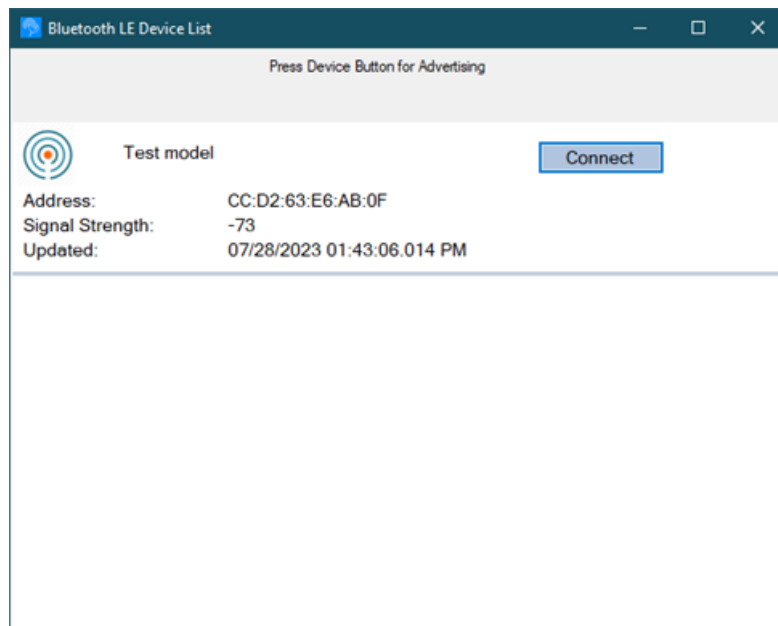 Bluetooth LE Device List
Press Device Button for Advertising
Test model
Connect
Address: CC:D2:63:E6:AB:0F
Signal Strength: -73
Updated: 07/28/2023 01:43:06.014 PM